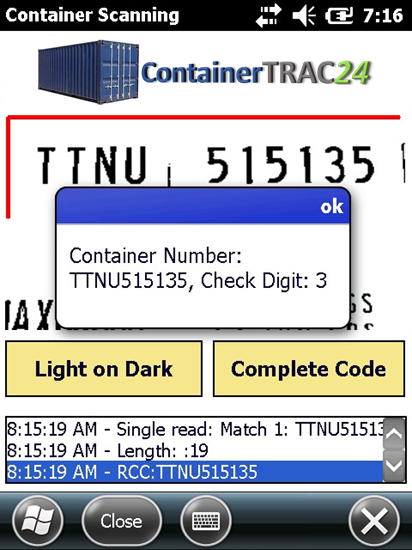 Container Scanning 7:16
ContainerTRAC24
TTNU 515135
ok
Container Number:
TTNU515135, Check Digit: 3
GS
Light on Dark Complete Code
8:15:19 AM - Single read: Match 1: TTNU51513
8:15:19 AM - Length: :19
8:15:19 AM - RCC:TTNU515135
Close